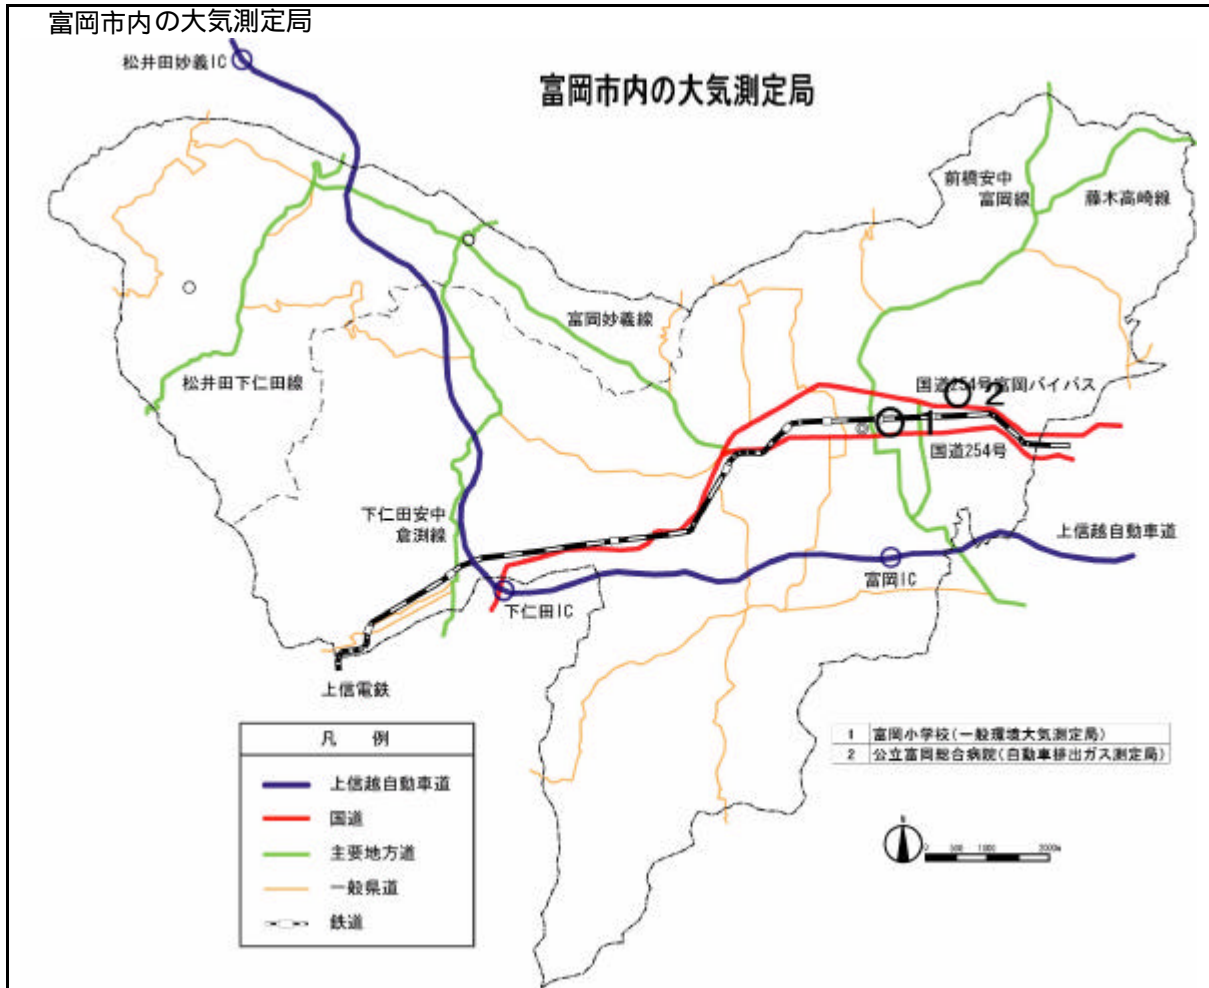 富岡市内の大気測定局
松井田妙義IC
富岡市内の大気測定局
前橋安中
富岡線
藤木高崎線
富岡妙義線
松井田下仁田線
国道254号富岡バイパス
2
1
国道254号
下仁田安中
倉渕線
上信越自動車道
富岡IC
下仁田IC
上信電鉄
凡 例
上信越自動車道
国道
主要地方道
一般県道
鉄道
1 富岡小学校(一般環境大気測定局)
2 公立富岡総合病院(自動車排出ガス測定局)
N
0 500 1000 2000m